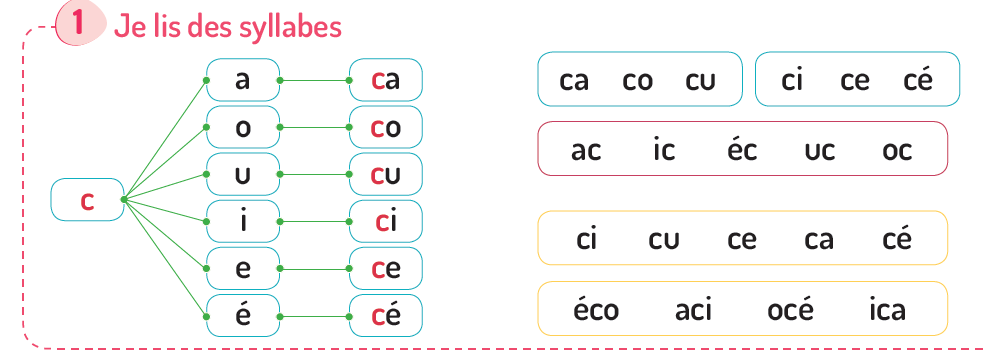 1 Je lis des syllabes
c
a ca
o co
u cu
i ci
e ce
é cé
ca co cu ci ce cé
ac ic éc uc oc
ci cu ce ca cé
éco aci océ ica